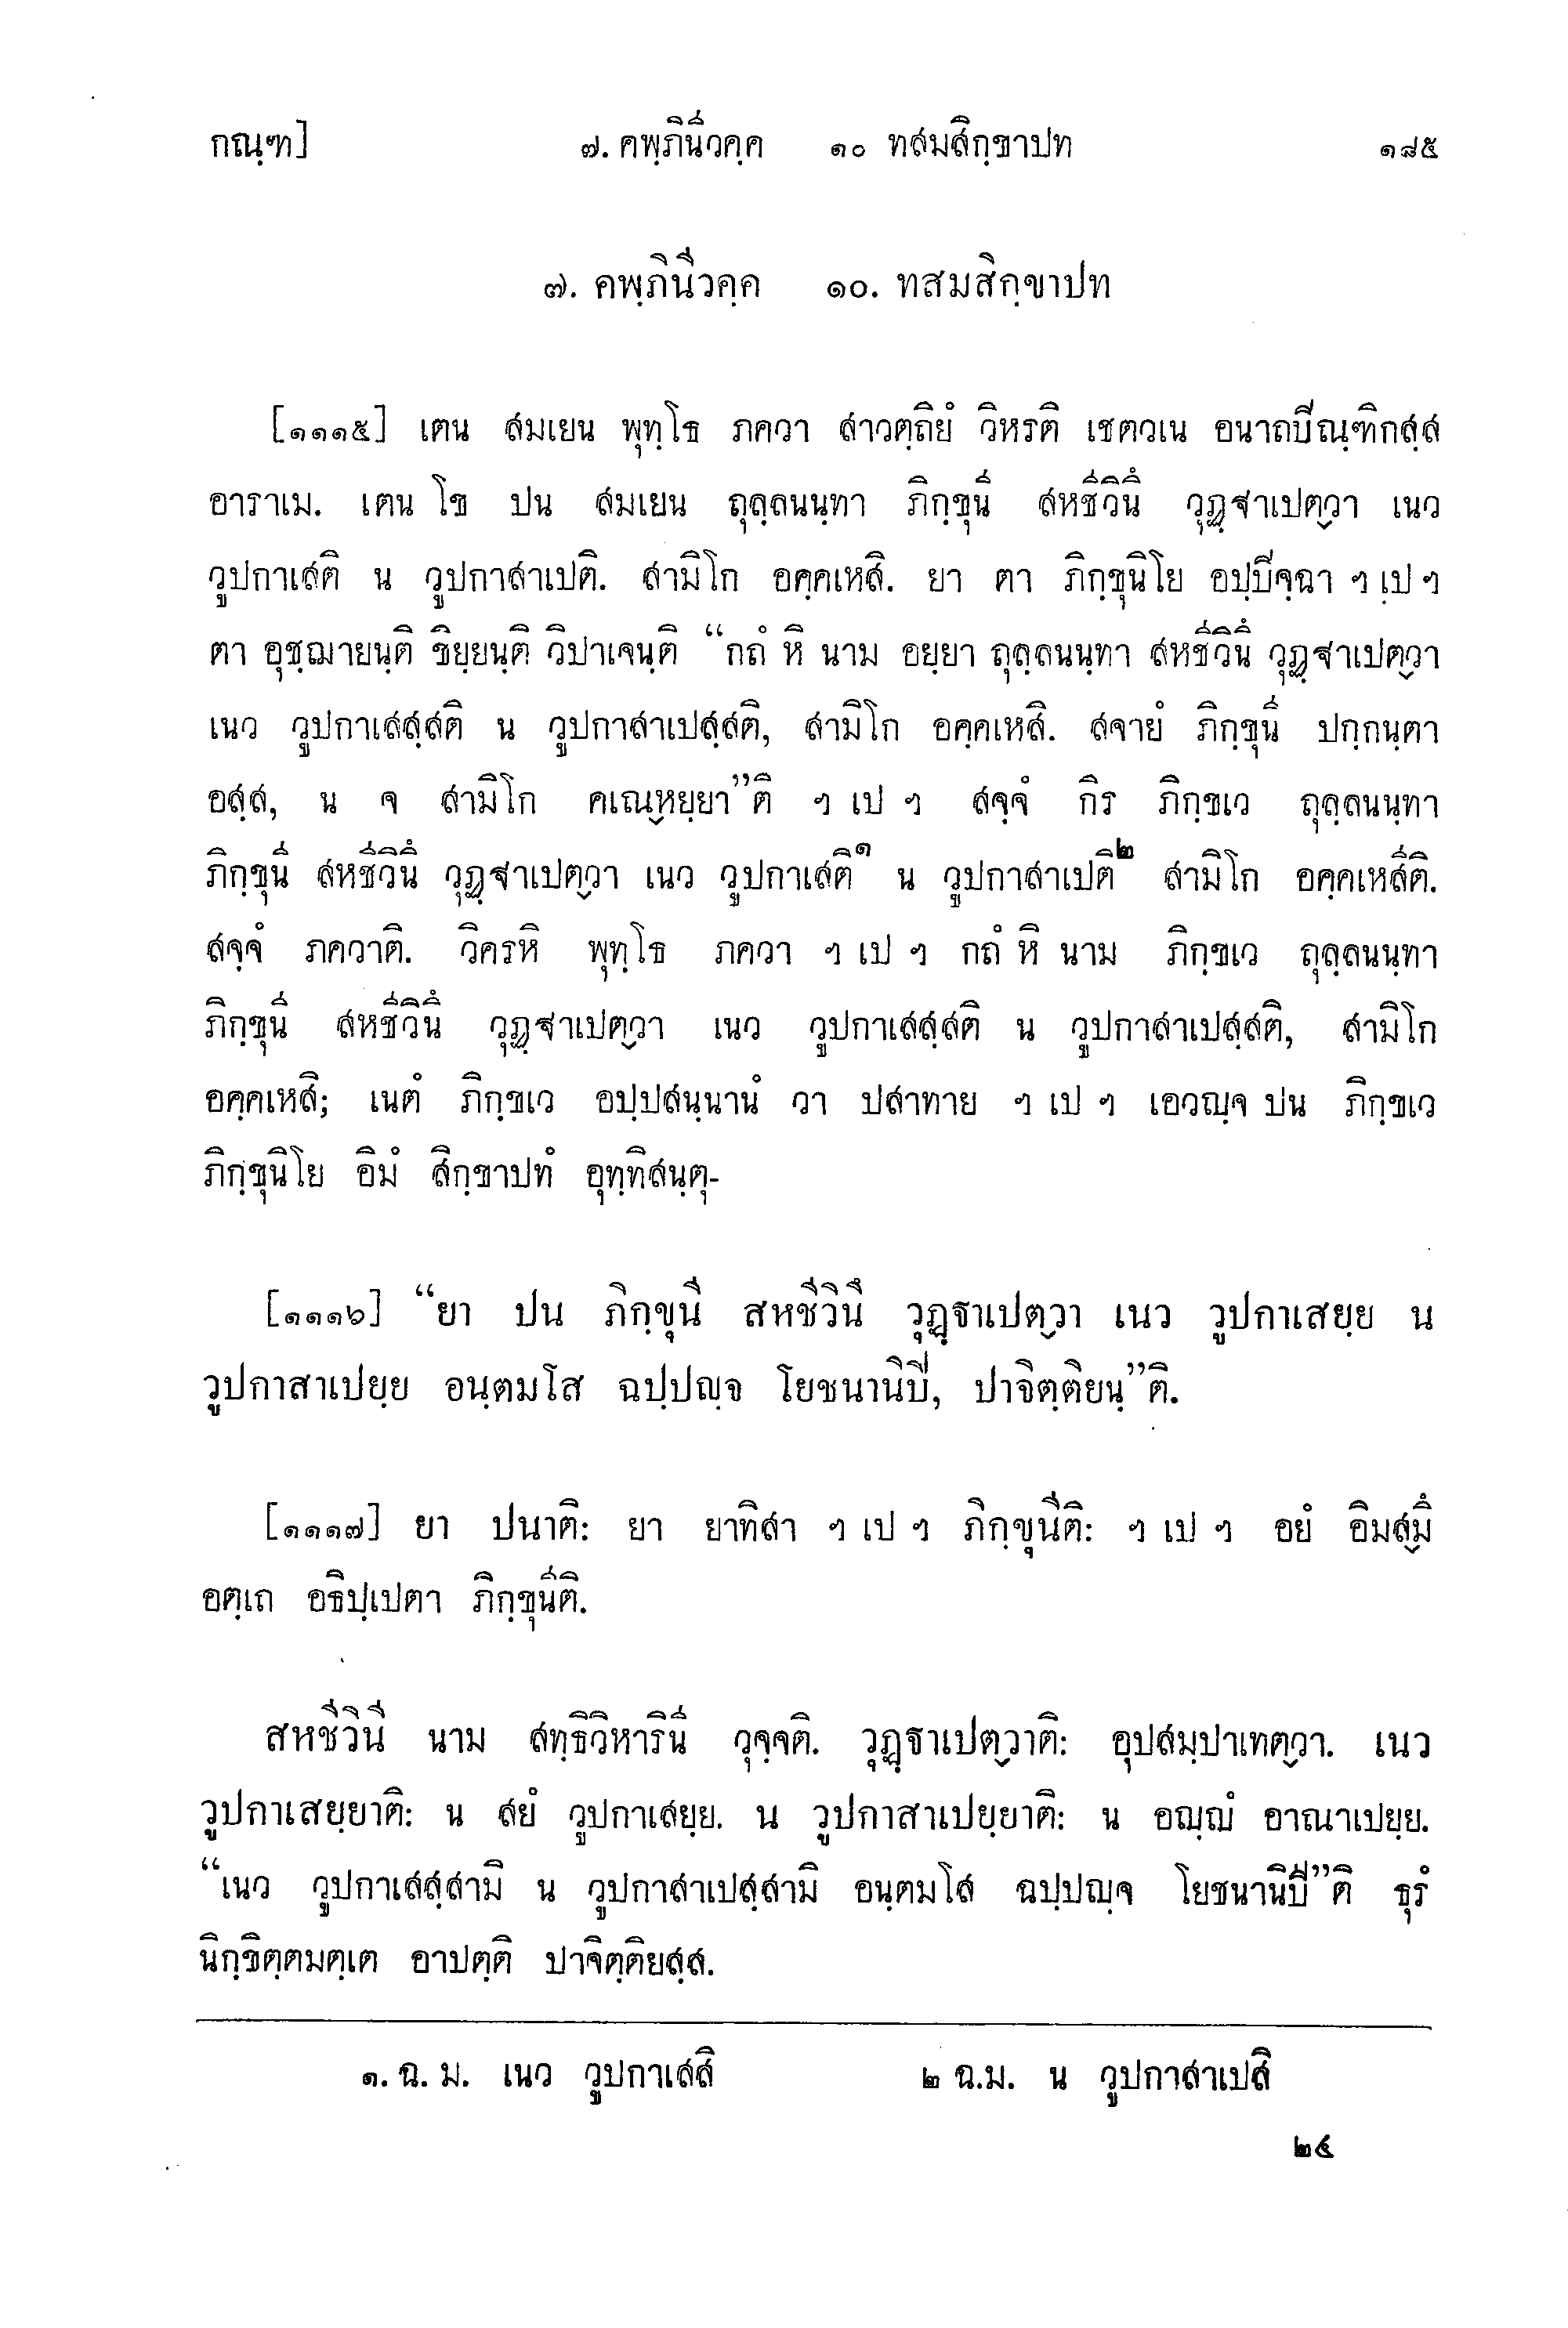 กณฺฑ] ๗. คพฺภินีวคฺค ๑๐ ทสมสิกฺขาปท ๑๘๕
๗. คพฺภินีวคฺค ๑๐. ทสมสิกฺขาปท
[๑๑๑๕] เตน สมเยน พุทฺโธ ภควา สาวตฺถิยํ วิหรติ เชตวเน อนาถปิณฺฑิกสฺส
อาราเม. เตน โข ปน สมเยน ถุลฺลนนฺทา ภิกฺขุนี สหชีวินึ วุฏฺฐาเปตฺวา เนว
วูปกาเสติ น วูปกาสาเปติ. สามิโก อคฺคเหสิ. ยา ตา ภิกฺขุนิโย อปฺปิจฺฉา ฯ เป ฯ
ตา อุชฺฌายนฺติ ขิยฺยนฺติ วิปาเจนฺติ “กถํ หิ นาม อยฺยา ถุลฺลนนฺทา สหชีวินึ วุฏฺฐาเปตฺวา
เนว วูปกาเสสฺสติ น วูปกาสาเปสฺสติ, สามิโก อคฺคเหสิ. สจายํ ภิกฺขุนี ปกฺกนฺตา
อสฺส, น จ สามิโก คเณฺหยฺยา”ติ ฯ เป ฯ สจฺจํ กิร ภิกฺขเว ถุลฺลนนฺทา
ภิกฺขุนี สหชีวินึ วุฏฺฐาเปตฺวา เนว วูปกาเสติ๑ น วูปกาสาเปติ๒ สามิโก อคฺคเหสีติ.
สจฺจํ ภควาติ. วิครหิ พุทฺโธ ภควา ฯ เป ฯ กถํ หิ นาม ภิกฺขเว ถุลฺลนนฺทา
ภิกฺขุนี สหชีวินึ วุฏฺฐาเปตฺวา เนว วูปกาเสสฺสติ น วูปกาสาเปสฺสติ, สามิโก
อคฺคเหสิ; เนตํ ภิกฺขเว อปฺปสนฺนานํ วา ปสาทาย ฯ เป ฯ เอวญฺจ ปน ภิกฺขเว
ภิกฺขุนิโย อิมํ สิกฺขาปทํ อุทฺทิสนฺตุ-
[๑๑๑๖] “ยา ปน ภิกฺขุนี สหชีวินึ วุฏฺฐาเปตฺวา เนว วูปกาเสยฺย น
วูปกาสาเปยฺย อนฺตมโส ฉปฺปญฺจ โยชนานิปิ, ปาจิตฺติยนฺ”ติ.
[๑๑๑๗] ยา ปนาติ: ยา ยาทิสา ฯ เป ฯ ภิกฺขุนีติ: ฯ เป ฯ อยํ อิมสฺมึ
อตฺเถ อธิปฺเปตา ภิกฺขุนีติ.
สหชีวินี นาม สทฺธิวิหารินี วุจฺจติ. วุฏฺฐาเปตฺวาติ: อุปสมฺปาเทตฺวา. เนว
วูปกาเสยฺยาติ: น สยํ วูปกาเสยฺย. น วูปกาสาเปยฺยาติ: น อญฺญํ อาณาเปยฺย.
“เนว วูปกาเสสฺสามิ น วูปกาสาเปสฺสามิ อนฺตมโส ฉปฺปญฺจ โยชนานิปี”ติ ธุรํ
นิกฺขิตฺตมตฺเต อาปตฺติ ปาจิตฺติยสฺส.
๑. ฉ. ม. เนว วูปกาเสสิ ๒ ฉ.ม. น วูปกาสาเปสิ
๒๔